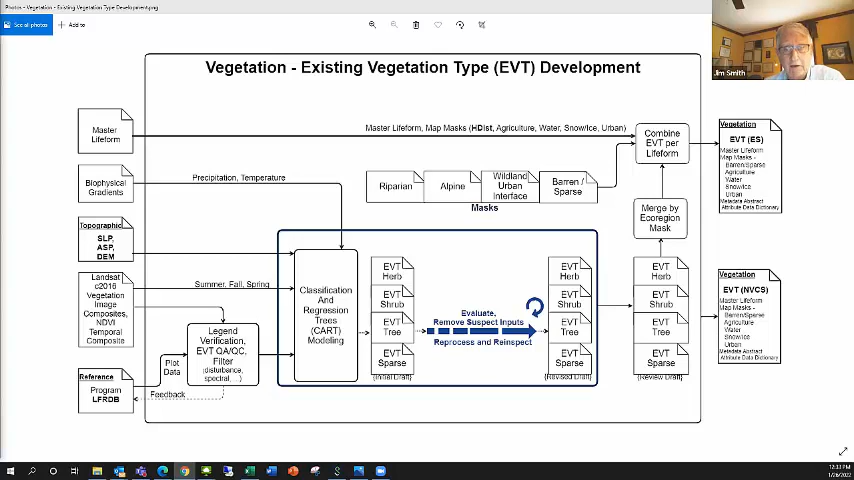 Photos - Vegetation - Existing Vegetation Type Development.png
See all photos
Add to
Jim Smith
Vegetation - Existing Vegetation Type (EVT) Development
Master
Lifeform
Master Lifeform, Map Masks (HDist, Agriculture, Water, Snow/Ice, Urban)
Combine
EVT per
Lifeform
Vegetation
EVT (ES)
Master Lifeform
Map Masks -
Barren/Sparse
Agriculture
Water
Snow/Ice
Urban
Metadata Abstract
Attribute Data Dictionary
Biophysical
Gradients
Precipitation, Temperature
Riparian
Alpine
Wildland
Urban
Interface
Barren /
Sparse
Masks
Merge by
Ecoregion
Mask
Topographic
SLP,
ASP,
DEM
Landsat
c2016
Vegetation
Image
Composites,
NDVI
Temporal
Composite
Summer, Fall, Spring
Classification
And
Regression
Trees
(CART)
Modeling
EVT
Herb
EVT
Shrub
EVT
Tree
EVT
Sparse
(Initial Draft)
Evaluate,
Remove Suspect Inputs
Reprocess and Reinspect
EVT
Herb
EVT
Shrub
EVT
Tree
EVT
Sparse
(Revised Draft)
EVT
Herb
EVT
Shrub
EVT
Tree
EVT
Sparse
(Review Draft)
Vegetation
EVT (NVCS)
Master Lifeform
Map Masks -
Barren/Sparse
Agriculture
Water
Snow/Ice
Urban
Metadata Abstract
Attribute Data Dictionary
Legend
Verification,
EVT QA/QC,
Filter
(disturbance,
spectral, ...)
Plot
Data
Feedback
Reference
Program
LFRDB
12:33 PM
1/26/2022